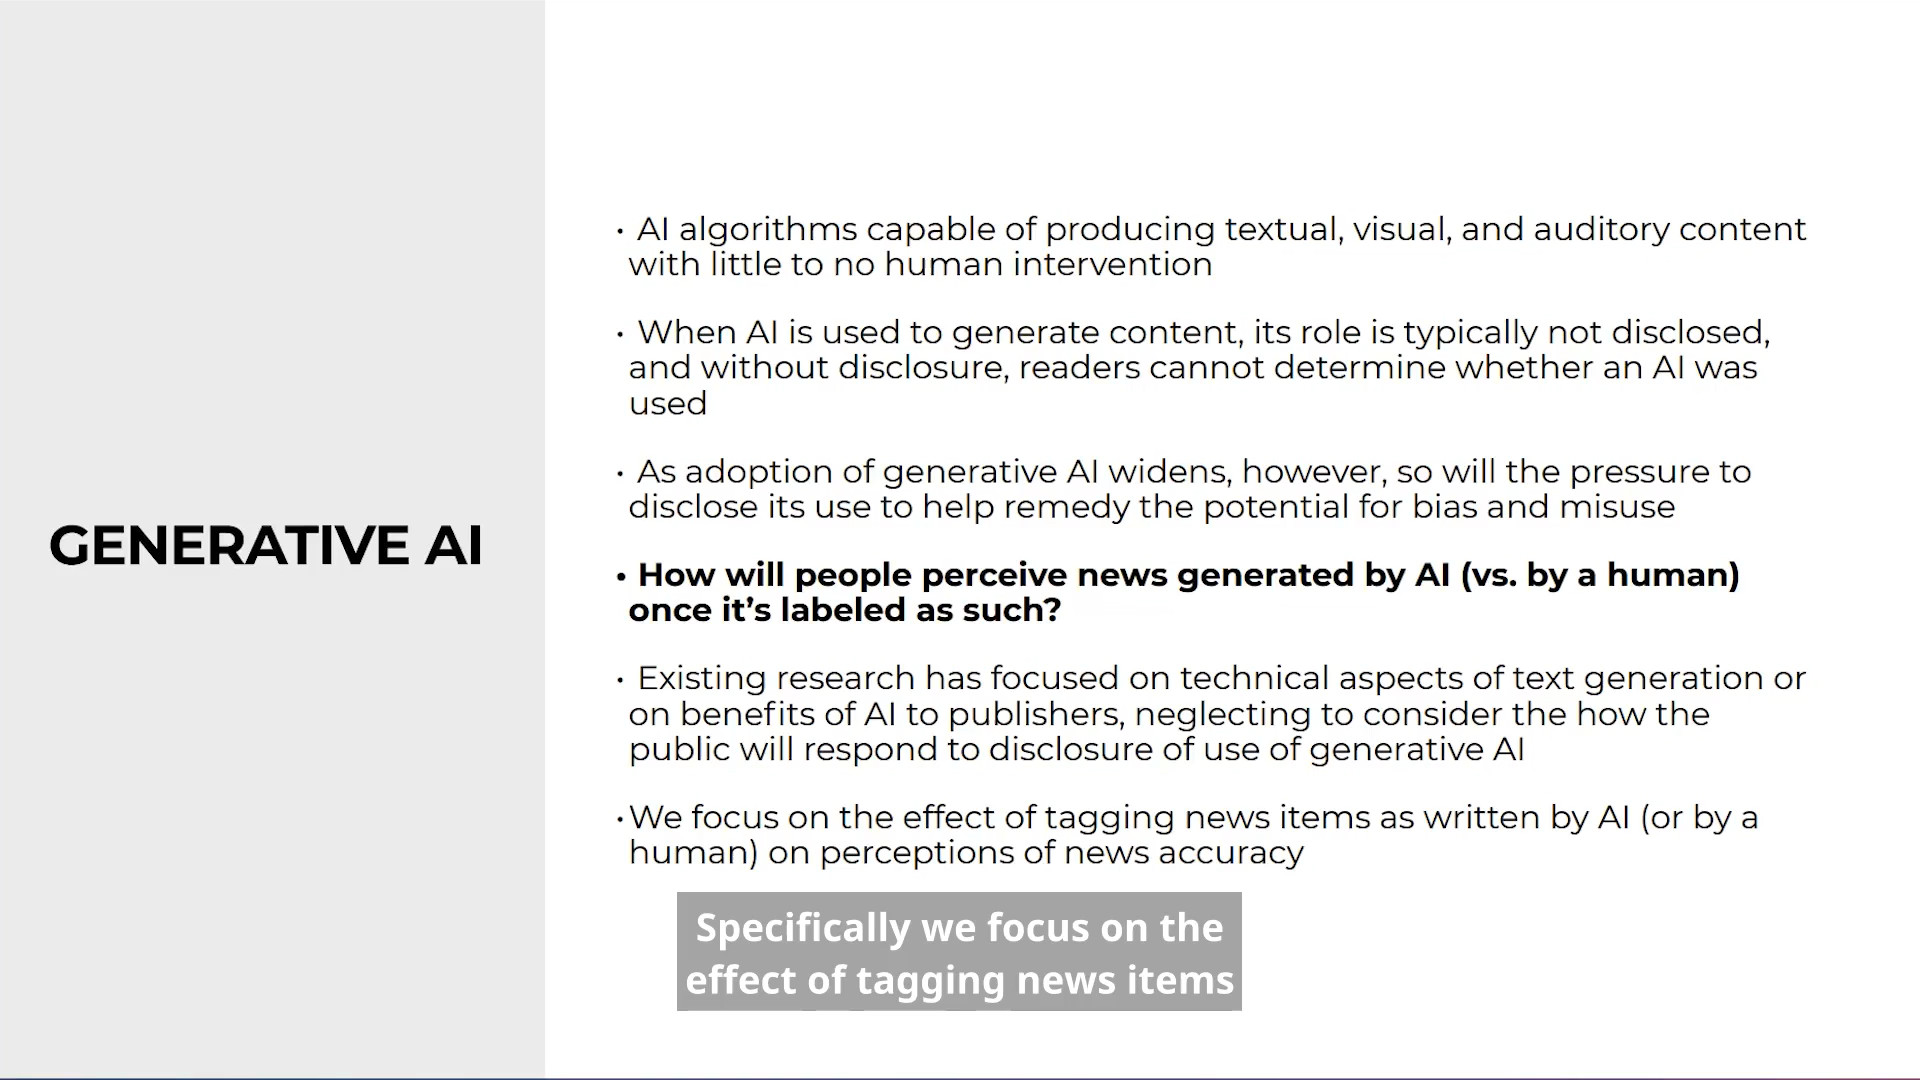 GENERATIVE AI
• AI algorithms capable of producing textual, visual, and auditory content
with little to no human intervention
• When AI is used to generate content, its role is typically not disclosed,
and without disclosure, readers cannot determine whether an AI was
used
• As adoption of generative AI widens, however, so will the pressure to
disclose its use to help remedy the potential for bias and misuse
• How will people perceive news generated by AI (vs. by a human)
once it’s labeled as such?
• Existing research has focused on technical aspects of text generation or
on benefits of AI to publishers, neglecting to consider the how the
public will respond to disclosure of use of generative AI
• We focus on the effect of tagging news items as written by AI (or by a
human) on perceptions of news accuracy
Specifically we focus on the
effect of tagging news items